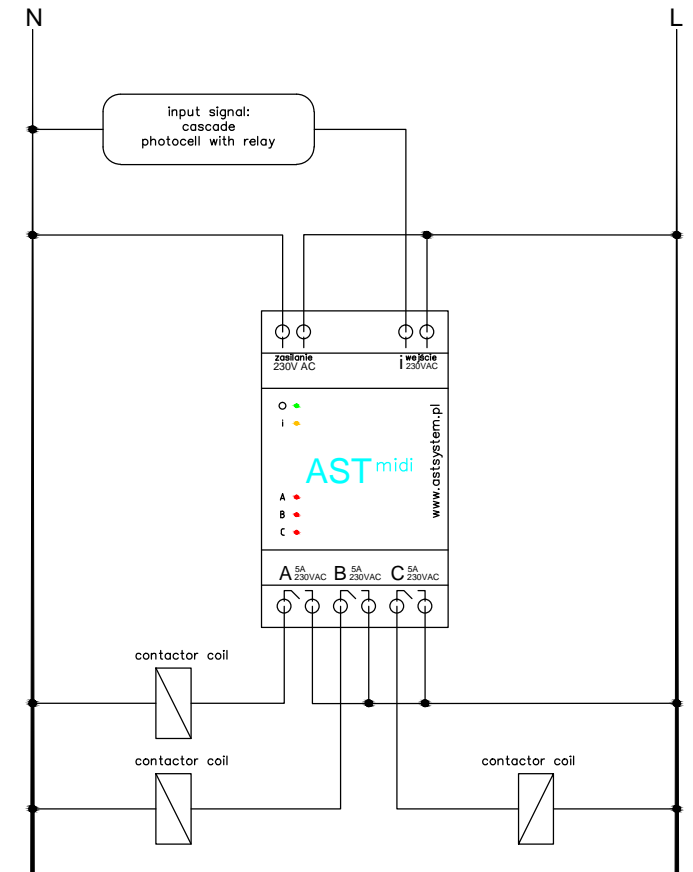 N
L
input signal:
cascade
photocell with relay
zasilanie
230V AC
i wejście
230VAC
O
i
AST midi
www.astsystem.pl
A
B
C
A 5A 230VAC
B 5A 230VAC
C 5A 230VAC
contactor coil
contactor coil
contactor coil